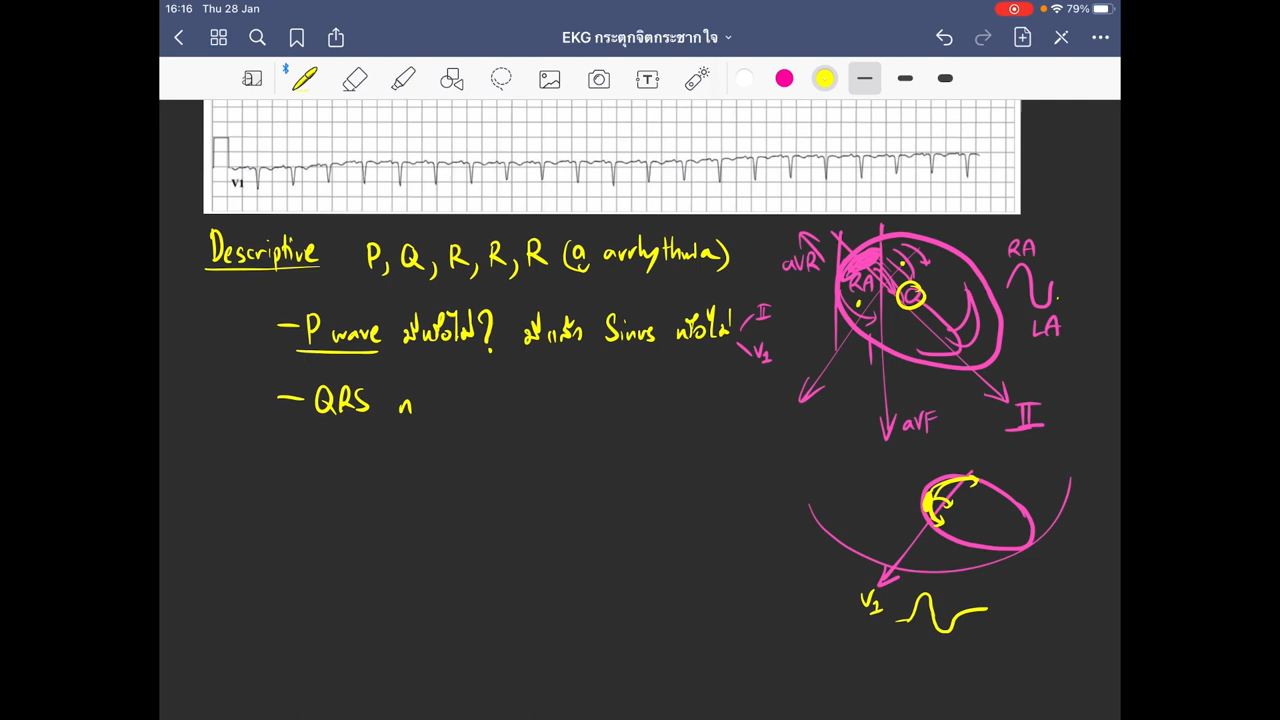 16:16 Thu 28 Jan
79%
EKG กระตุกจิตกระชากใจ
V1
Descriptive P, Q, R, R, R (a arrhythmia)
- P wave มีหรือไม่? มีแล้ว Sinus หรือไม่
II
V1
- QRS ก
aVR
RA
RA
LA
II
aVF
V1